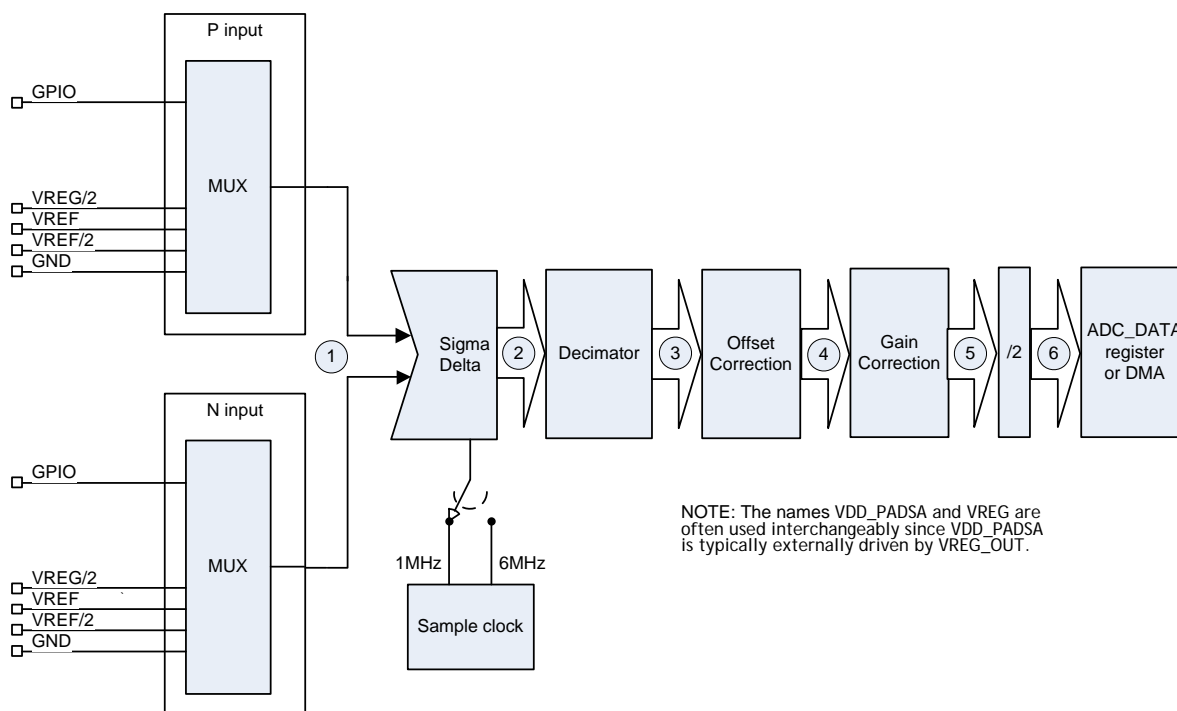 P input
GPIO
MUX
VREG/2
VREF
VREF/2
GND
1
Sigma
Delta
2
Decimator
3
Offset
Correction
4
Gain
Correction
5
/2
6
ADC_DATA
register
or DMA
N input
GPIO
MUX
VREG/2
VREF
VREF/2
GND
1MHz
6MHz
Sample clock
NOTE: The names VDD_PADSA and VREG are
often used interchangeably since VDD_PADSA
is typically externally driven by VREG_OUT.